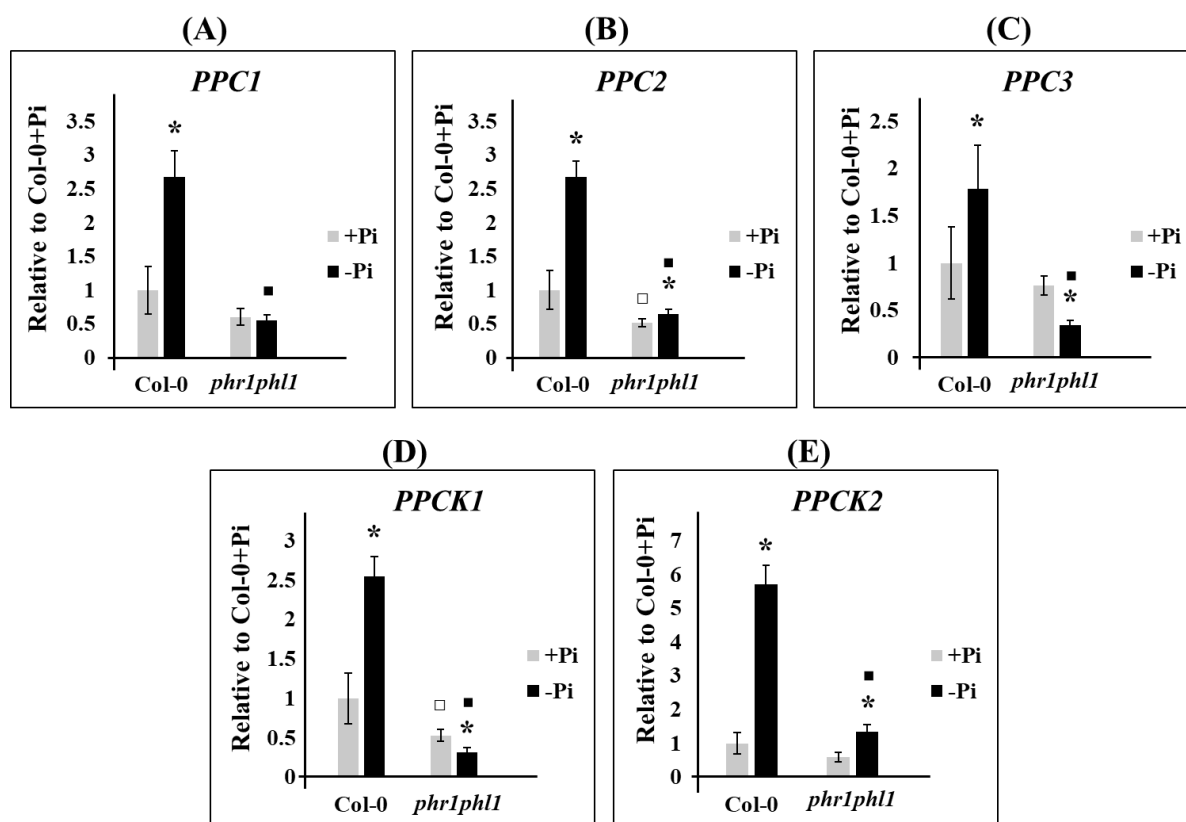 (A)
PPC1
Relative to Col-0+Pi
3.5
3
2.5
2
1.5
1
0.5
0
*
■
Col-0
phr1phl1
+Pi
-Pi
(B)
PPC2
Relative to Col-0+Pi
3.5
3
2.5
2
1.5
1
0.5
0
*
□
■
*
Col-0
phr1phl1
+Pi
-Pi
(C)
PPC3
Relative to Col-0+Pi
2.5
2
1.5
1
0.5
0
*
■
*
Col-0
phr1phl1
+Pi
-Pi
(D)
PPCK1
Relative to Col-0+Pi
3
2.5
2
1.5
1
0.5
0
*
□
■
*
Col-0
phr1phl1
+Pi
-Pi
(E)
PPCK2
Relative to Col-0+Pi
7
6
5
4
3
2
1
0
*
■
*
Col-0
phr1phl1
+Pi
-Pi